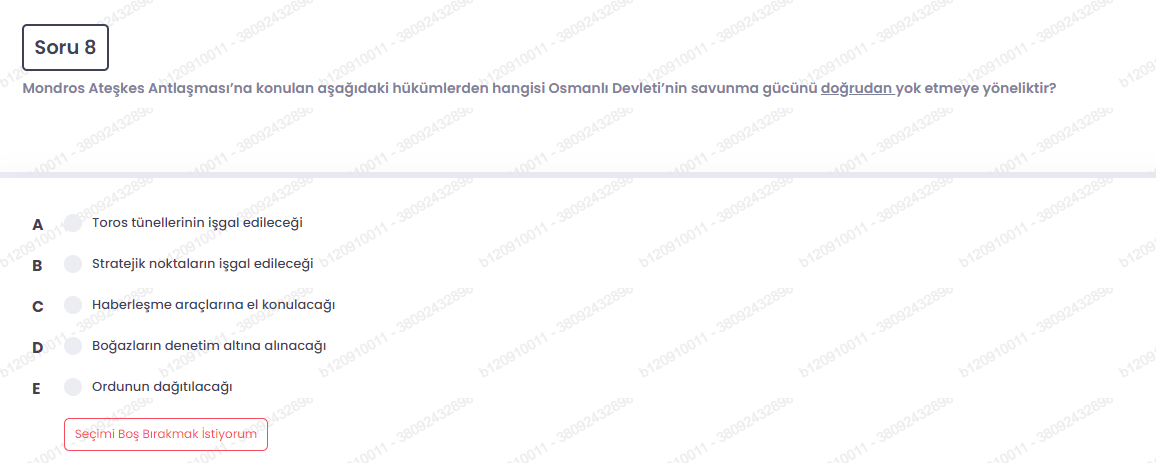 Soru 8
Mondros Ateşkes Antlaşması’na konulan aşağıdaki hükümlerden hangisi Osmanlı Devleti’nin savunma gücünü doğrudan yok etmeye yöneliktir?
A Toros tünellerinin işgal edileceği
B Stratejik noktaların işgal edileceği
C Haberleşme araçlarına el konulacağı
D Boğazların denetim altına alınacağı
E Ordunun dağıtılacağı
Seçimi Boş Bırakmak İstiyorum
b120910011 - 38092432898